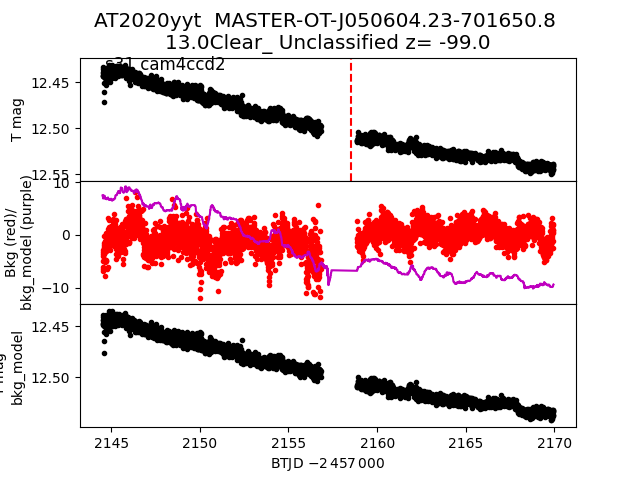 AT2020yyt  MASTER-OT-J050604.23-701650.8
13.0Clear_ Unclassified z= -99.0
s31 cam4ccd2
T mag
12.45
12.50
12.55
Bkg (red)/
bkg_model (purple)
10
0
−10
bkg_model
12.45
12.50
2145
2150
2155
2160
2165
2170
BTJD −2 457 000